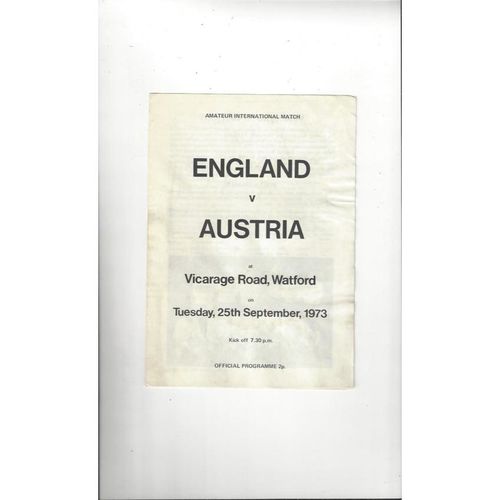 AMATEUR INTERNATIONAL MATCH
ENGLAND
v
AUSTRIA
at
Vicarage Road, Watford
on
Tuesday, 25th September, 1973
Kick off 7.30 p.m.
OFFICIAL PROGRAMME 2p.